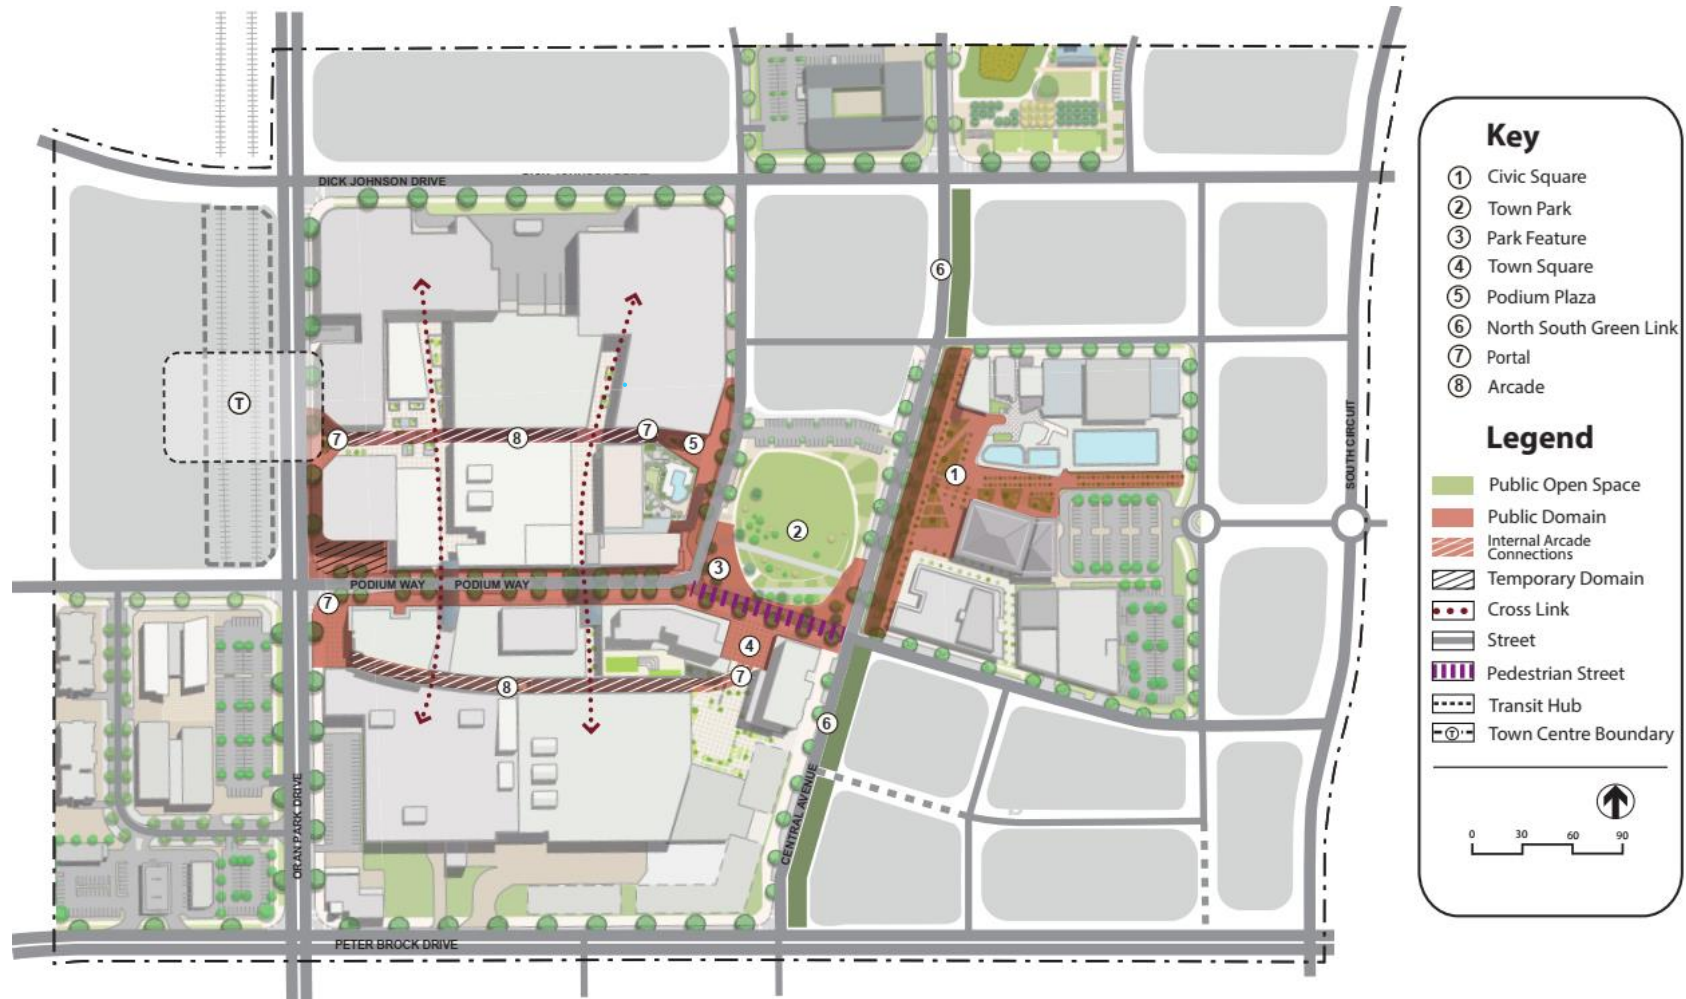 DICK JOHNSON DRIVE
6
T
7
8
7
5
1
2
3
PODIUM WAY
PODIUM WAY
7
4
7
8
6
SOUTH CIRCUIT
CENTRAL AVENUE
ORAN PARK DRIVE
PETER BROCK DRIVE
Key
1 Civic Square
2 Town Park
3 Park Feature
4 Town Square
5 Podium Plaza
6 North South Green Link
7 Portal
8 Arcade
Legend
Public Open Space
Public Domain
Internal Arcade
Connections
Temporary Domain
Cross Link
Street
Pedestrian Street
Transit Hub
T Town Centre Boundary
0 30 60 90